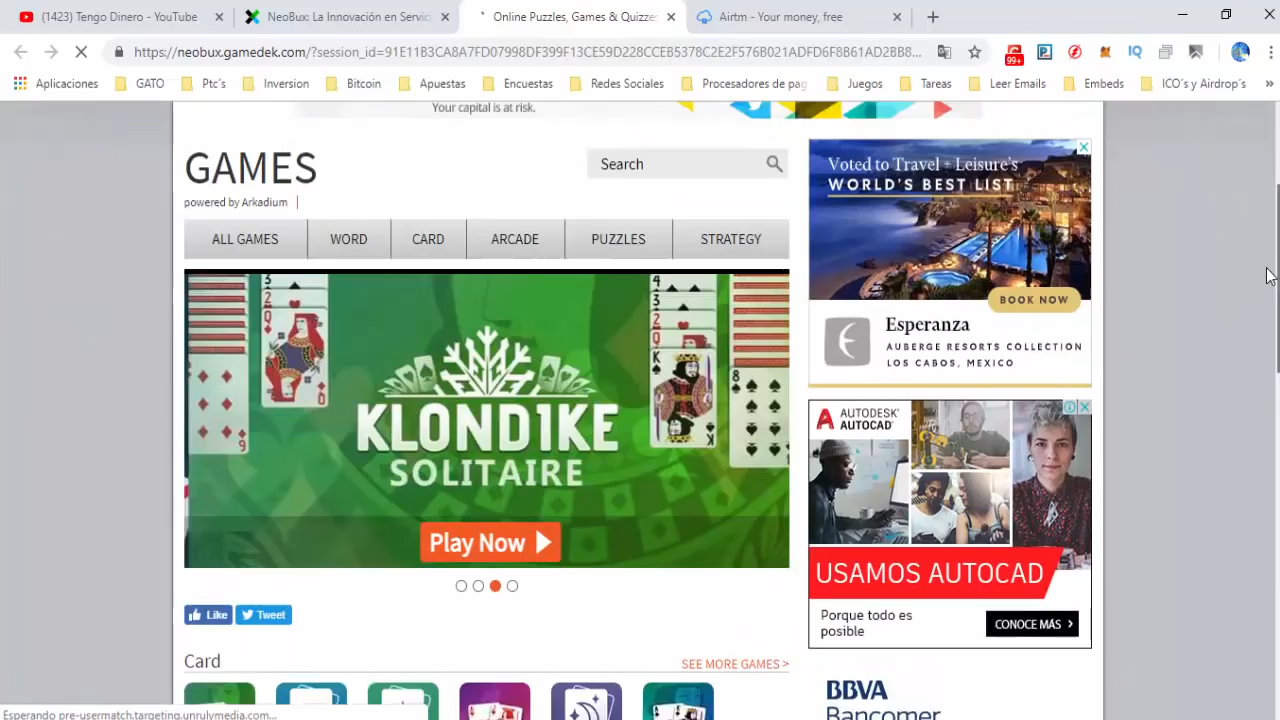 (1423) Tengo Dinero - YouTube
NeoBux: La Innovación en Servic
Online Puzzles, Games & Quizze
Airtm - Your money, free
https://neobux.gamedek.com/?session_id=91E11B3CA8A7FD07998DF399F13CE59D228CCEB5378C2E2F576B021ADFD6F8B61AD2BB8...
99+
IQ
Aplicaciones
GATO
Ptc´s
Inversion
Bitcoin
Apuestas
Encuestas
Redes Sociales
Procesadores de pag
Juegos
Tareas
Leer Emails
Embeds
ICO´s y Airdrop´s
Your capital is at risk.
GAMES
powered by Arkadium
Search
ALL GAMES
WORD
CARD
ARCADE
PUZZLES
STRATEGY
KLONDIKE
SOLITAIRE
Play Now
Like
Tweet
Card
SEE MORE GAMES >
Voted to Travel + Leisure's
WORLD'S BEST LIST
BOOK NOW
Esperanza
AUBERGE RESORTS COLLECTION
LOS CABOS, MEXICO
AUTODESK®
AUTOCAD®
USAMOS AUTOCAD
Porque todo es
posible
CONOCE MÁS
BBVA
Bancomer
Esperando pre-usermatch.targeting.unrulymedia.com...